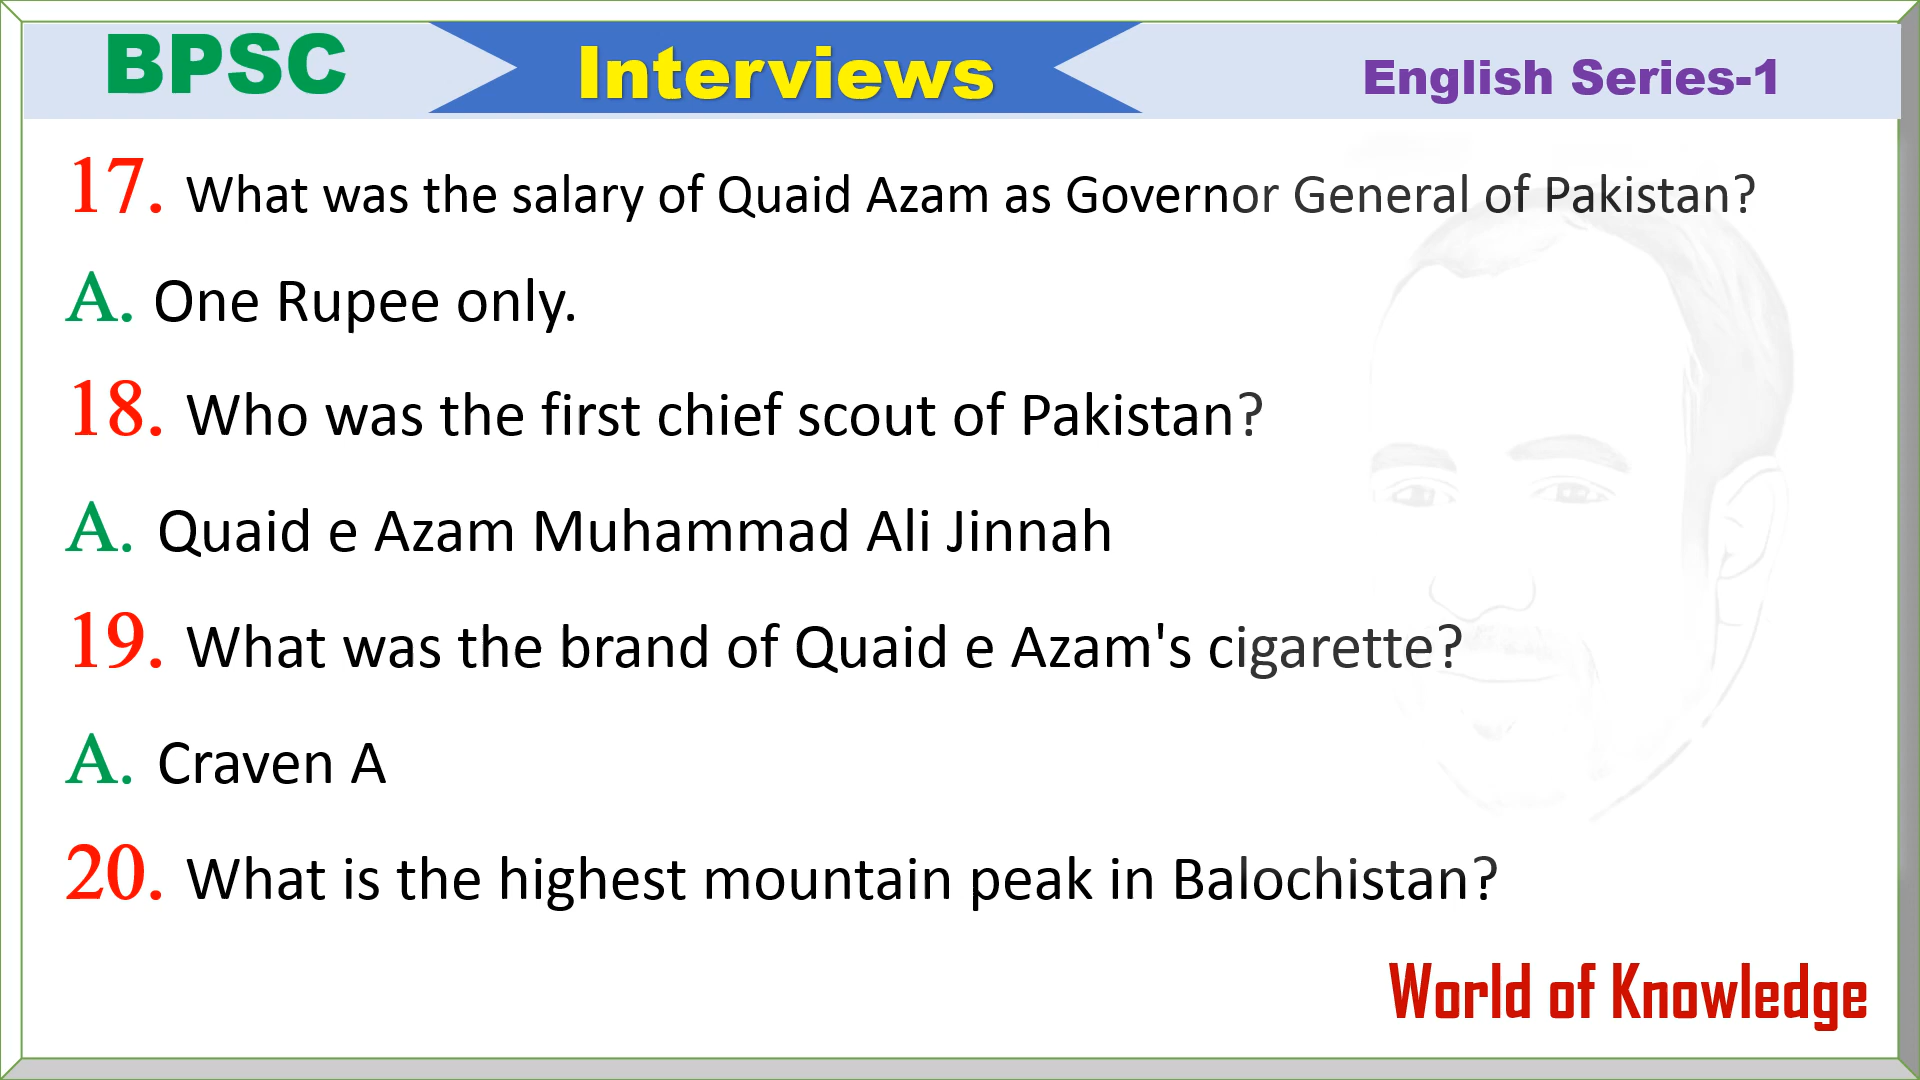 BPSC
Interviews
English Series-1
17. What was the salary of Quaid Azam as Governor General of Pakistan?
A. One Rupee only.
18. Who was the first chief scout of Pakistan?
A. Quaid e Azam Muhammad Ali Jinnah
19. What was the brand of Quaid e Azam's cigarette?
A. Craven A
20. What is the highest mountain peak in Balochistan?
World of Knowledge